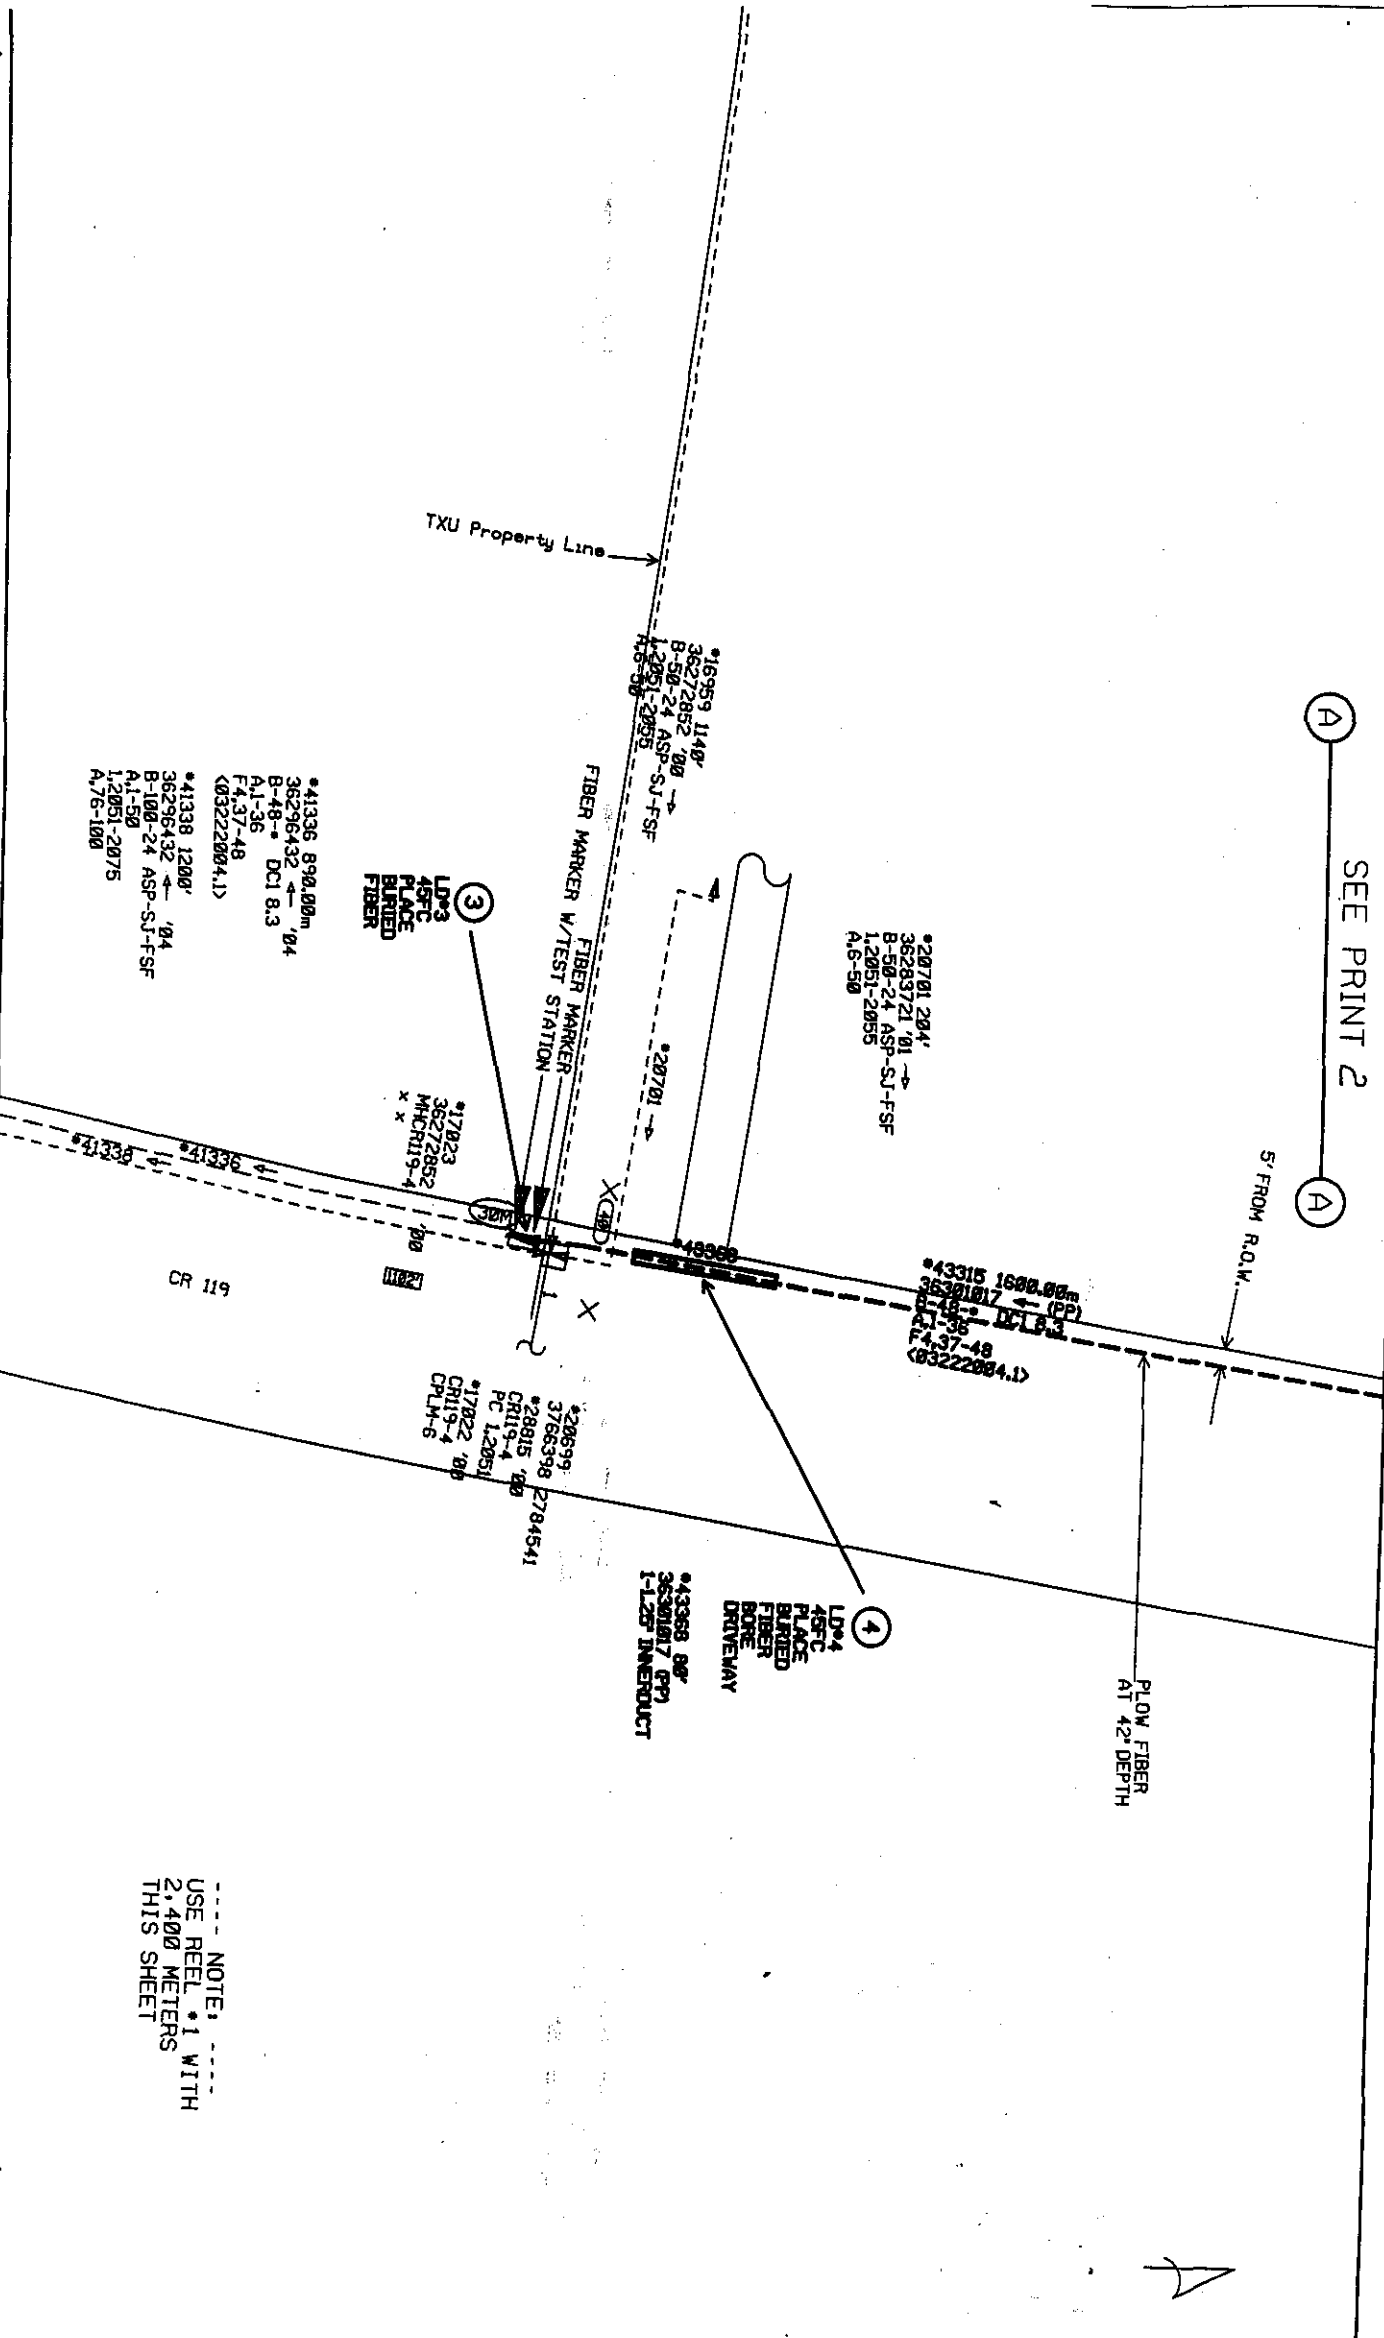 SEE PRINT 2
A
A
5' FROM R.O.W.
*43315 1600.00m
36301017 ← (PP)
B-48-* DC1 8.3
A,1-36
F4,37-48
<03222004.1>
PLOW FIBER
AT 42" DEPTH
*20701 204'
36283721 '01 →
B-50-24 ASP-SJ-FSF
1,2051-2055
A,6-50
*16959 1140'
36272852 '00 →
B-50-24 ASP-SJ-FSF
1,2051-2055
A,6-50
TXU Property Line
*20701 →
*43368
4
LD*4
45FC
PLACE
BURIED
FIBER
BORE
DRIVEWAY
*43368 80'
36301017 (PP)
1-1.25" INNERDUCT
FIBER MARKER
FIBER MARKER W/TEST STATION
40
30M
1
3
LD*3
45FC
PLACE
BURIED
FIBER
*20699
3766398 2784541
*28815 '00
CR119-4
PC 1,2051
*17022 '00
CR119-4
CPLM-6
*17023
36272852 '00
MHCR119-4
x x
1102
CR 119
*41336 ←
*41338 ←
*41336 890.00m
36296432 ← '04
B-48-* DC1 8.3
A,1-36
F4,37-48
<03222004.1>
*41338 1200'
36296432 ← '04
B-100-24 ASP-SJ-FSF
A,1-50
1,2051-2075
A,76-100
---- NOTE: ----
USE REEL *1 WITH
2,400 METERS
THIS SHEET